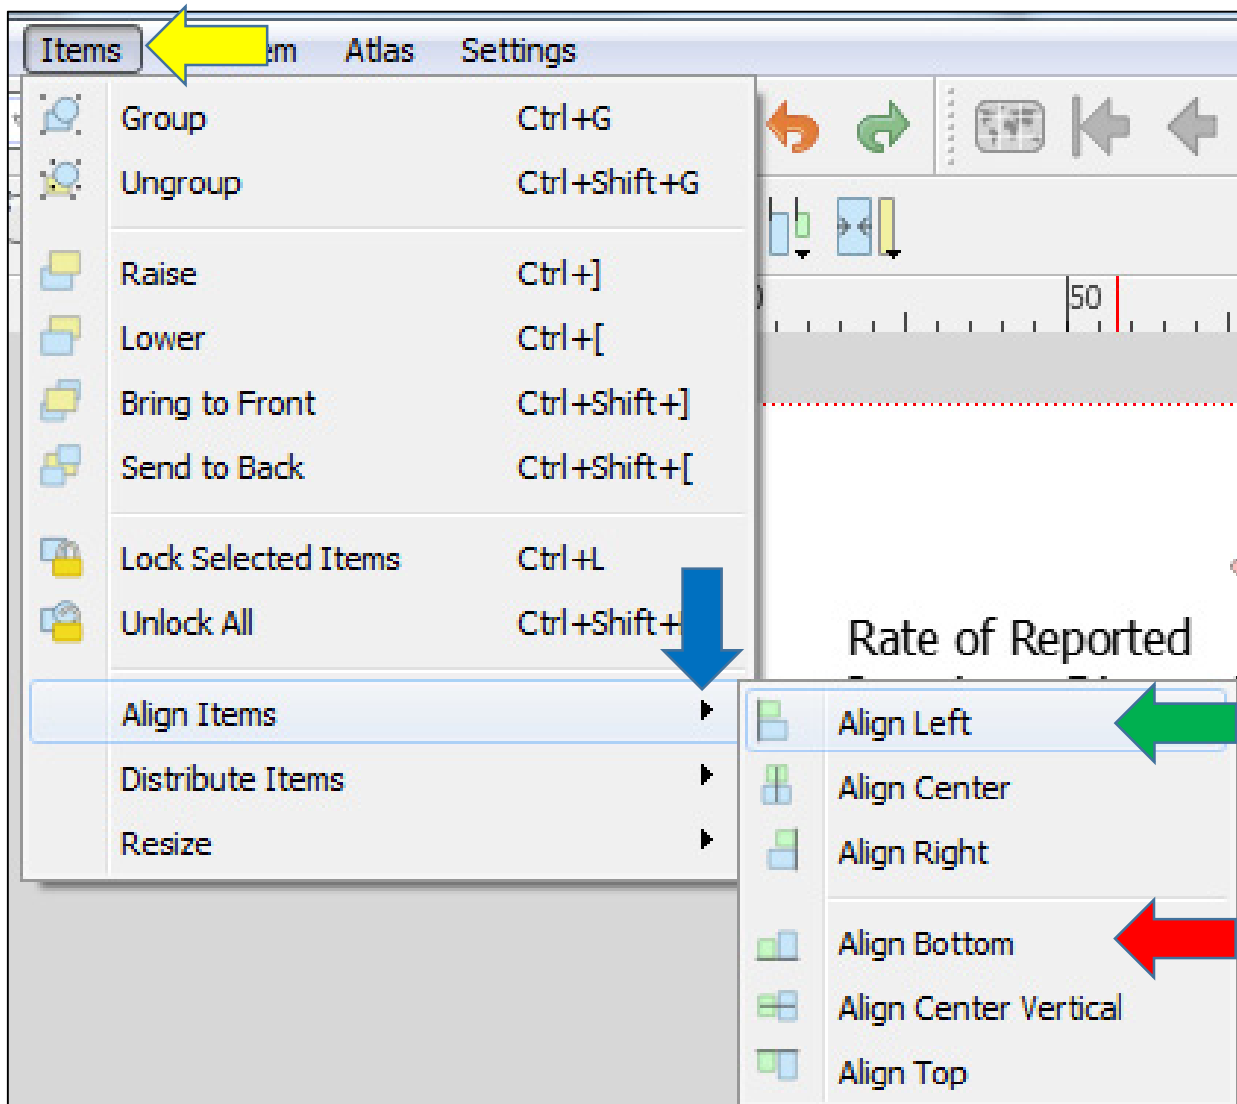 Items em Atlas Settings
Group Ctrl+G
Ungroup Ctrl+Shift+G
Raise Ctrl+]
Lower Ctrl+[
Bring to Front Ctrl+Shift+]
Send to Back Ctrl+Shift+[
Lock Selected Items Ctrl+L
Unlock All Ctrl+Shift+
Align Items
Distribute Items
Resize
50
Rate of Reported
Align Left
Align Center
Align Right
Align Bottom
Align Center Vertical
Align Top